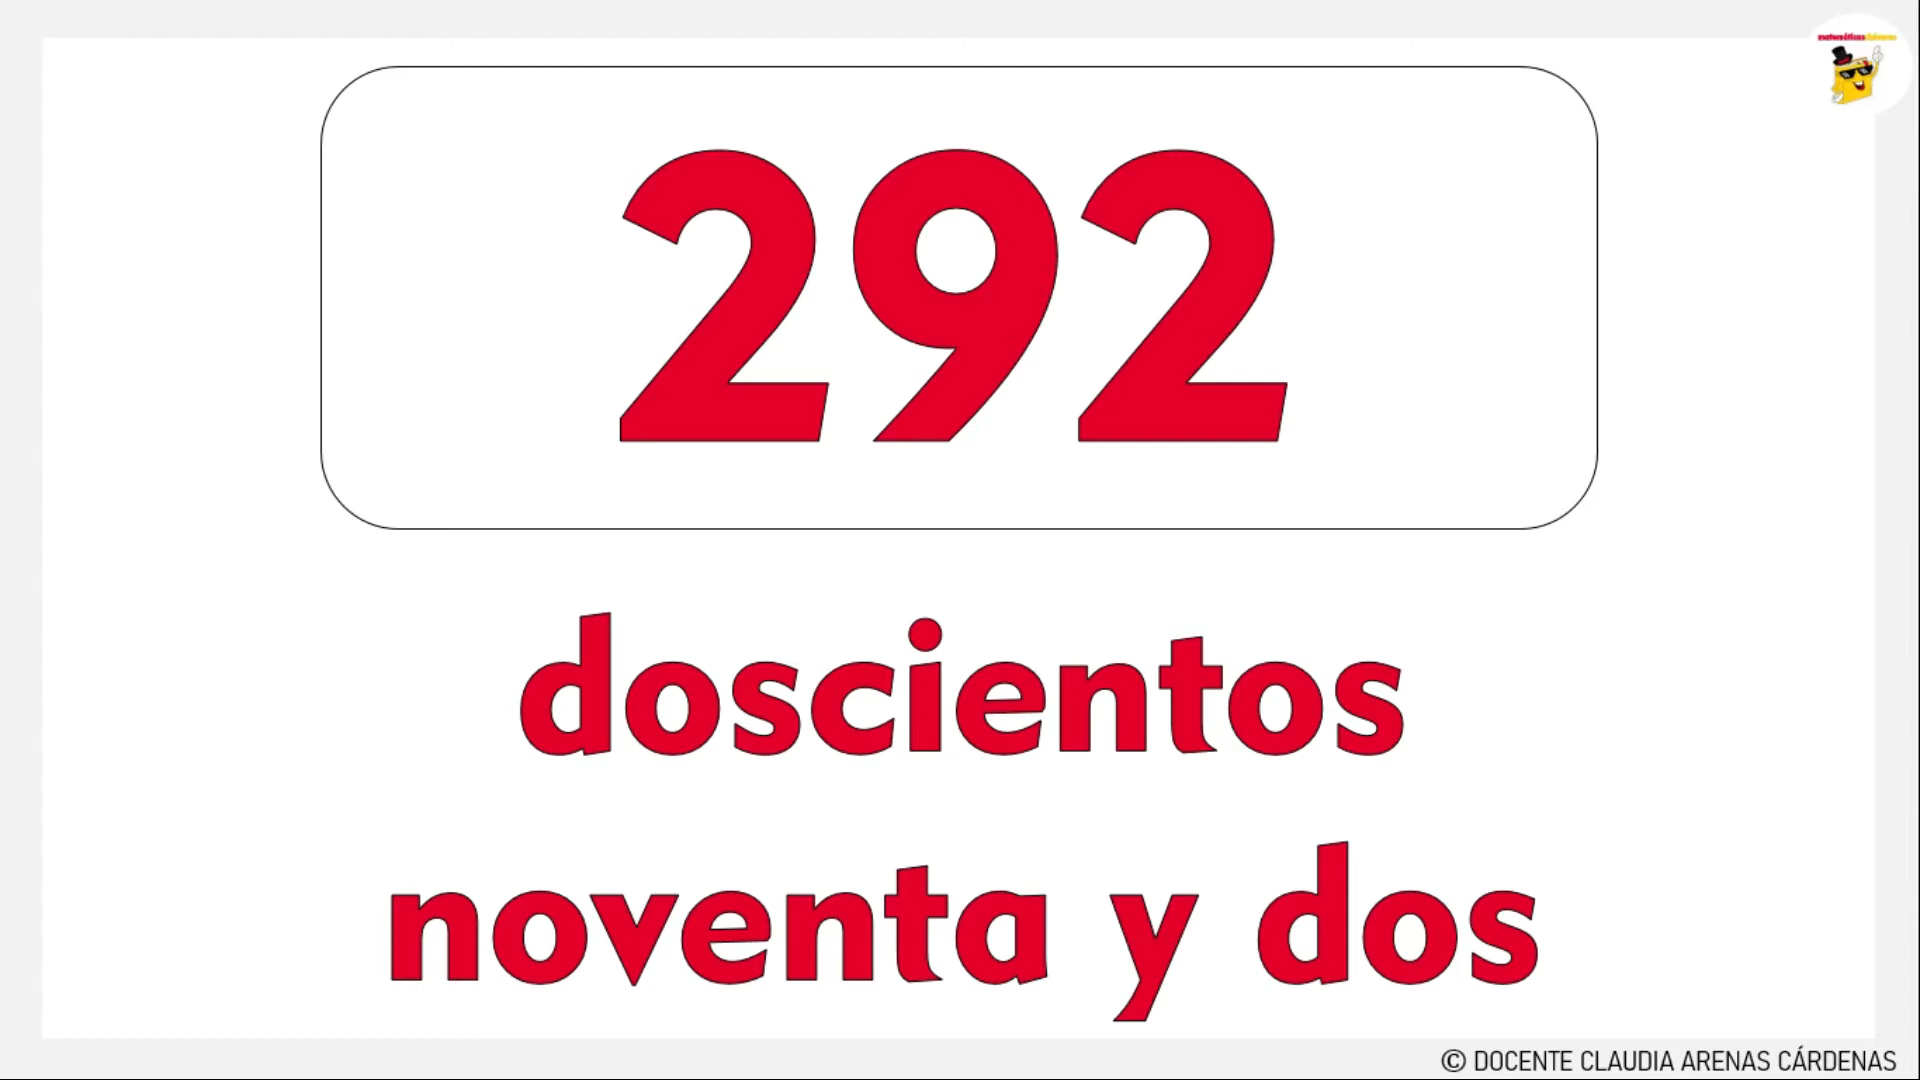 292
doscientos
noventa y dos
© DOCENTE CLAUDIA ARENAS CÁRDENAS